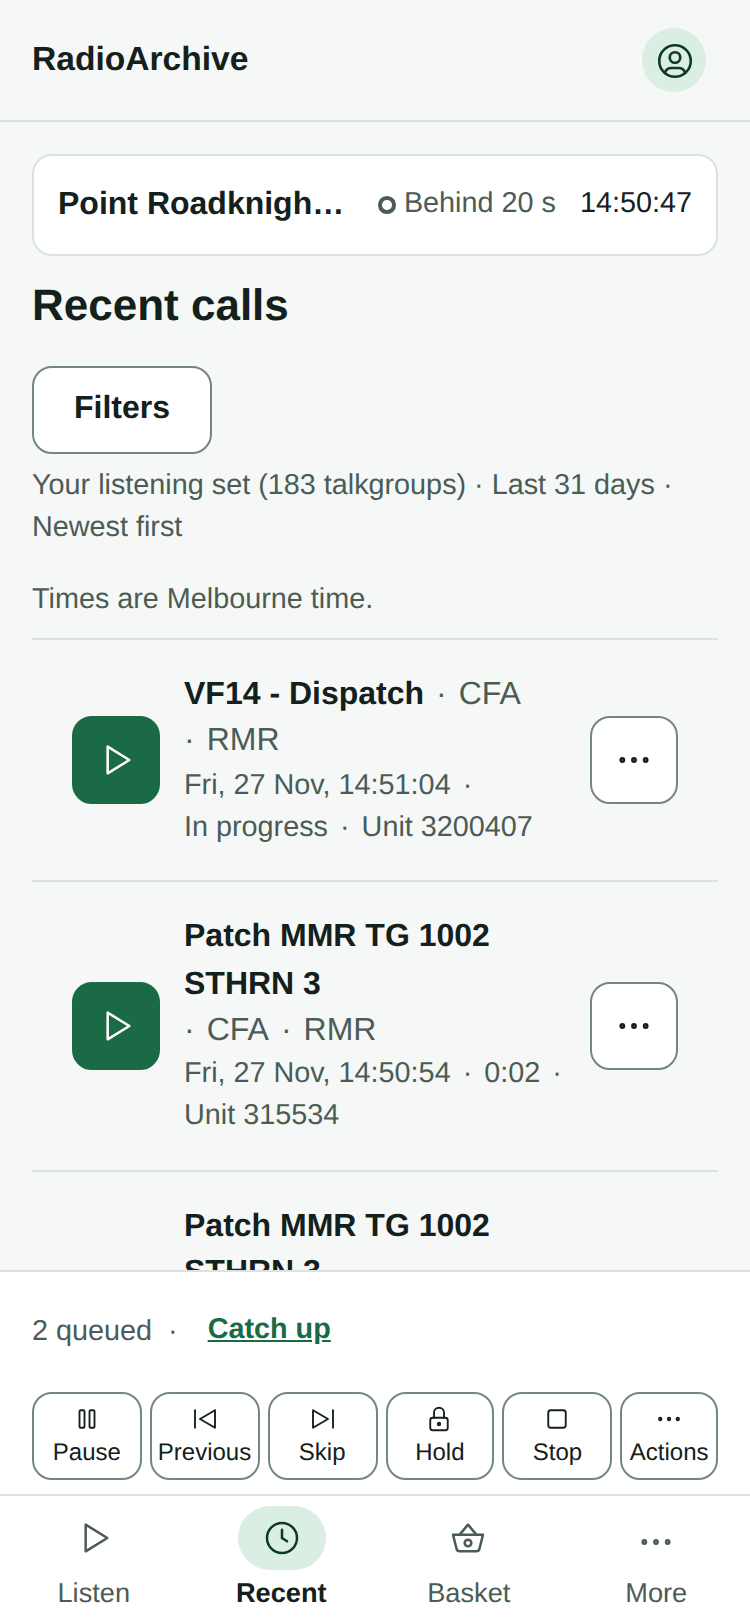 RadioArchive
Point Roadknigh… Behind 20 s 14:50:47
Recent calls
Filters
Your listening set (183 talkgroups) · Last 31 days ·
Newest first
Times are Melbourne time.
VF14 - Dispatch · CFA
· RMR
Fri, 27 Nov, 14:51:04 ·
In progress · Unit 3200407
Patch MMR TG 1002
STHRN 3
· CFA · RMR
Fri, 27 Nov, 14:50:54 · 0:02 ·
Unit 315534
Patch MMR TG 1002
STHRN 3
2 queued · Catch up
Pause Previous Skip Hold Stop Actions
Listen Recent Basket More